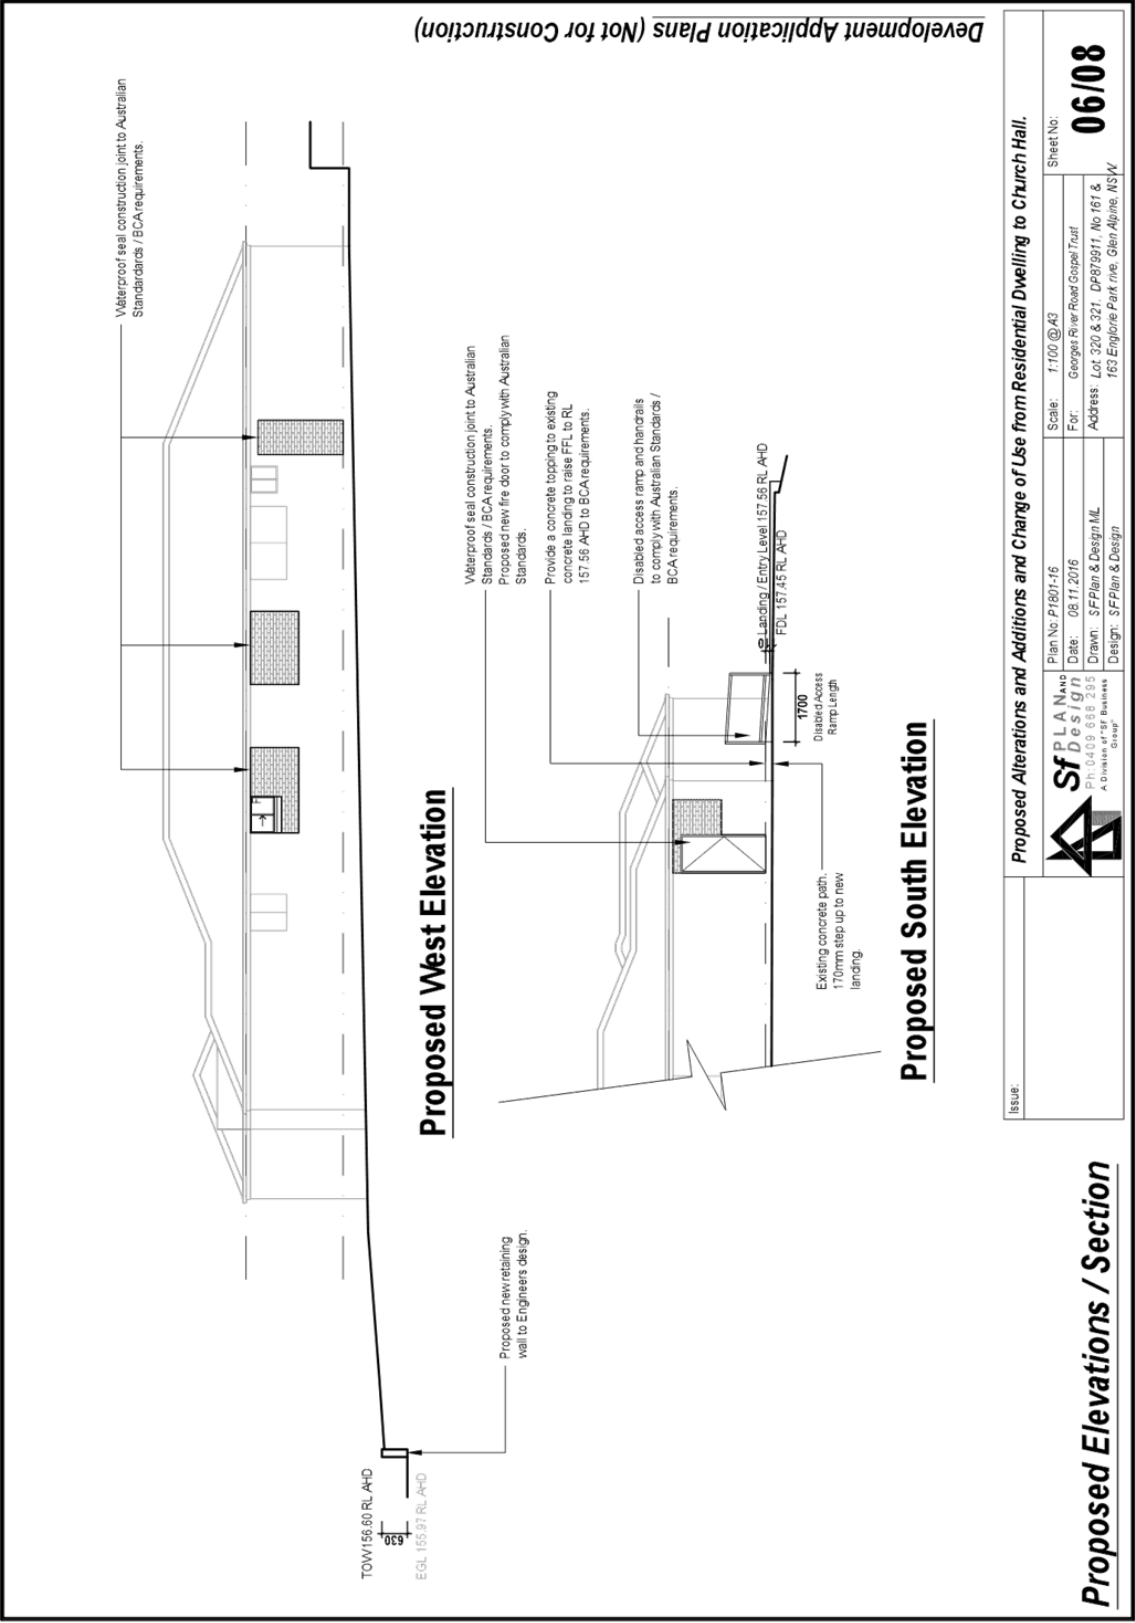 Development Application Plans (Not for Construction)
Waterproof seal construction joint to Australian
Standardards / BCA requirements.
TOW156.60 RL AHD
630
EGL 155.97 RL AHD
Proposed new retaining
wall to Engineers design.
Proposed West Elevation
Waterproof seal construction joint to Australian
Standards / BCA requirements.
Proposed new fire door to comply with Australian
Standards.
Provide a concrete topping to existing
concrete landing to raise FFL to RL
157.56 AHD to BCA requirements.
Disabled access ramp and handrails
to comply with Australian Standards /
BCA requirements.
Landing / Entry Level 157.56 RL AHD
FDL 157.45 RL AHD
1700
Disabled Access
Ramp Length
Existing concrete path.
170mm step up to new
landing.
Proposed South Elevation
Proposed Elevations / Section
Issue:
Proposed Alterations and Additions and Change of Use from Residential Dwelling to Church Hall.
Sf PLAN AND
Design
Ph:0409 668 295
A Division of "SF Business
Group"
Plan No: P1801-16
Date: 08.11.2016
Drawn: SF Plan & Design ML
Design: SF Plan & Design
Scale: 1:100 @ A3
For: Georges River Road Gospel Trust
Address: Lot. 320 & 321. DP879911, No 161 &
163 Englorie Park rive, Glen Alpine, NSW
Sheet No:
06/08